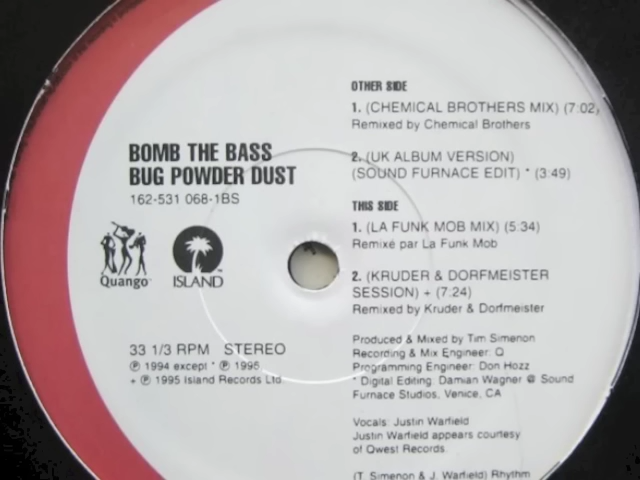 BOMB THE BASS
BUG POWDER DUST
162-531 068-1BS
Quango
ISLAND™
33 1/3 RPM STEREO
℗ 1994 except * ℗ 1995
+ ℗ 1995 Island Records Ltd
OTHER SIDE
1. (CHEMICAL BROTHERS MIX) (7:02)
Remixed by Chemical Brothers
2. (UK ALBUM VERSION)
(SOUND FURNACE EDIT) * (3:49)
THIS SIDE
1. (LA FUNK MOB MIX) (5:34)
Remixé par La Funk Mob
2. (KRUDER & DORFMEISTER
SESSION) + (7:24)
Remixed by Kruder & Dorfmeister
Produced & Mixed by Tim Simenon
Recording & Mix Engineer: Q
Programming Engineer: Don Hozz
* Digital Editing: Damian Wagner @ Sound
Furnace Studios, Venice, CA
Vocals: Justin Warfield
Justin Warfield appears courtesy
of Qwest Records.
(T. Simenon & J. Warfield) Rhythm